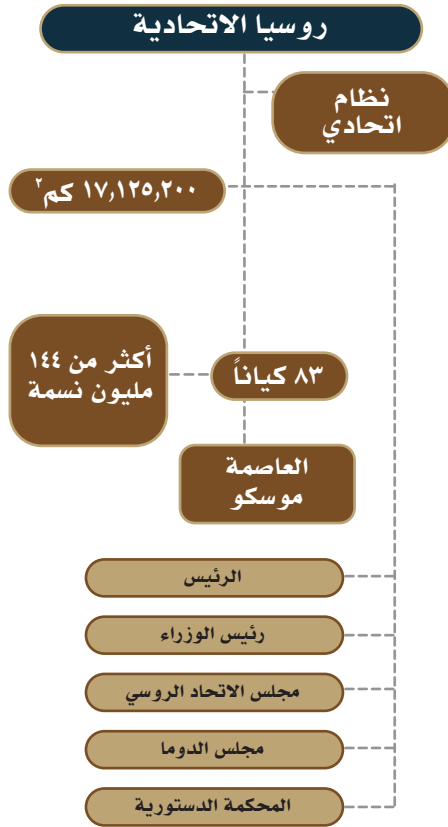 روسيا الاتحادية
نظام
اتحادي
١٧,١٢٥,٢٠٠ كم٢
أكثر من ١٤٤
مليون نسمة
٨٣ كياناً
العاصمة
موسكو
الرئيس
رئيس الوزراء
مجلس الاتحاد الروسي
مجلس الدوما
المحكمة الدستورية